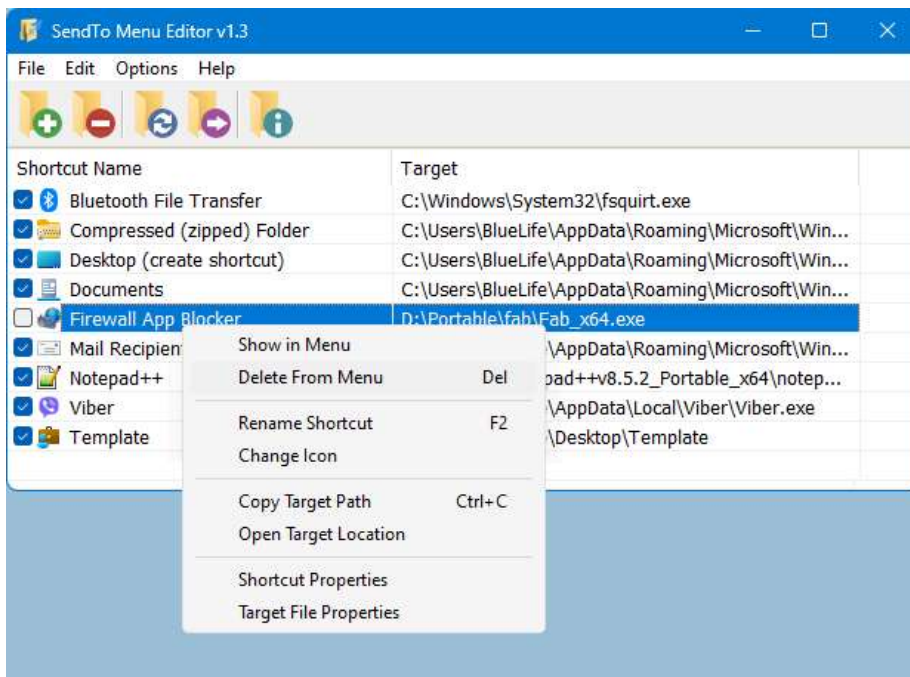 SendTo Menu Editor v1.3
File Edit Options Help
Shortcut Name Target
Bluetooth File Transfer C:\Windows\System32\fsquirt.exe
Compressed (zipped) Folder C:\Users\BlueLife\AppData\Roaming\Microsoft\Win...
Desktop (create shortcut) C:\Users\BlueLife\AppData\Roaming\Microsoft\Win...
Documents C:\Users\BlueLife\AppData\Roaming\Microsoft\Win...
Firewall App Blocker D:\Portable\fab\Fab_x64.exe
Mail Recipien \AppData\Roaming\Microsoft\Win...
Notepad++ pad++v8.5.2_Portable_x64\notep...
Viber \AppData\Local\Viber\Viber.exe
Template \Desktop\Template
Show in Menu
Delete From Menu Del
Rename Shortcut F2
Change Icon
Copy Target Path Ctrl+C
Open Target Location
Shortcut Properties
Target File Properties